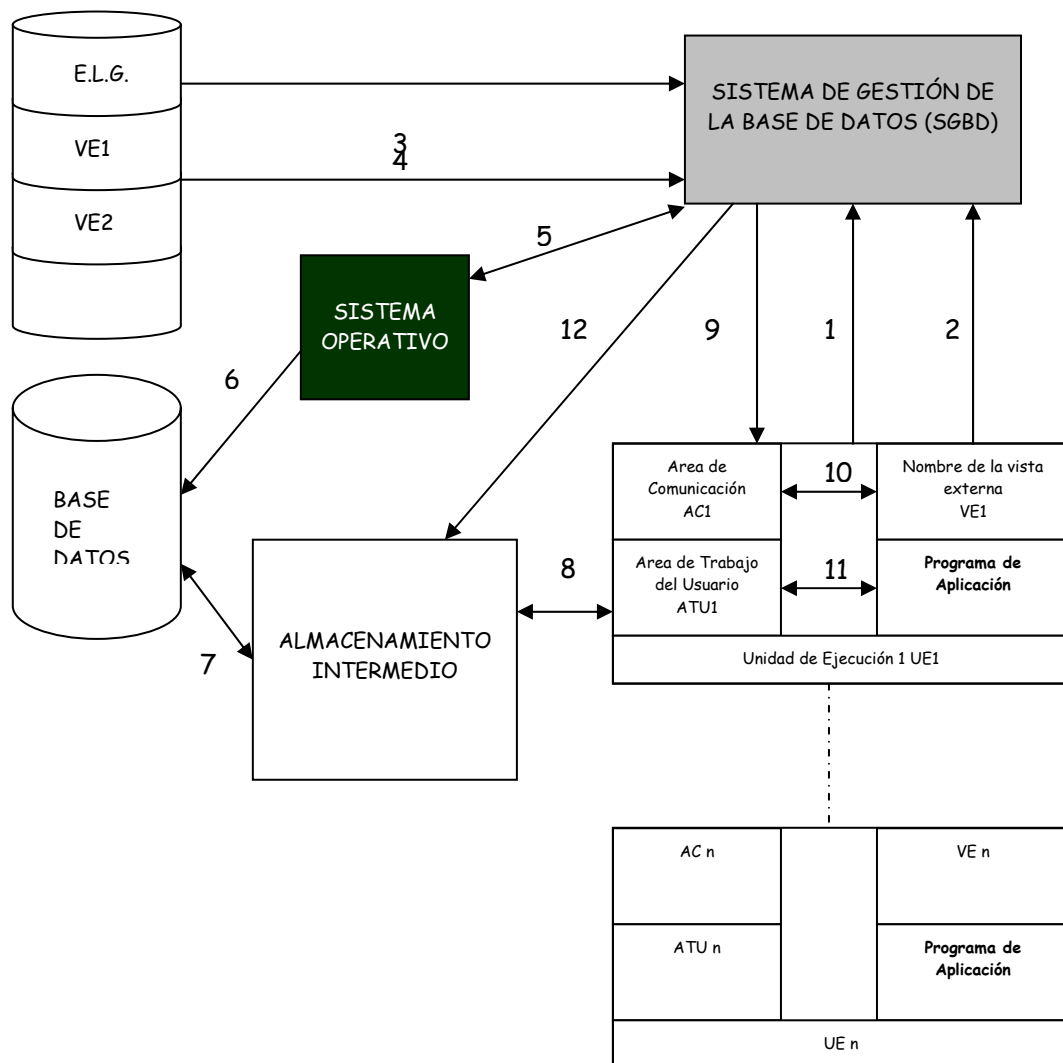 E.L.G.
VE1
VE2
SISTEMA DE GESTIÓN DE
LA BASE DE DATOS (SGBD)
3
4
5
SISTEMA
OPERATIVO
12
9
1
2
6
BASE
DE
DATOS
Area de
Comunicación
AC1
10
Nombre de la vista
externa
VE1
8
Area de Trabajo
del Usuario
ATU1
11
Programa de
Aplicación
7
ALMACENAMIENTO
INTERMEDIO
Unidad de Ejecución 1 UE1
AC n
VE n
ATU n
Programa de
Aplicación
UE n